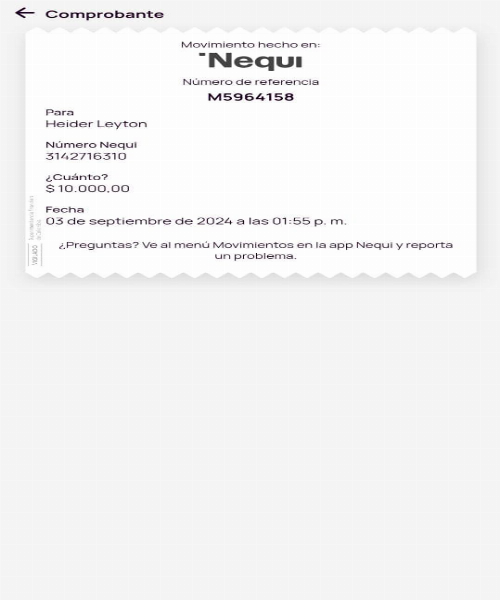 Comprobante
Movimiento hecho en:
Nequi
Número de referencia
M5964158
Para
Heider Leyton
Número Nequi
3142716310
¿Cuánto?
$ 10.000,00
Fecha
03 de septiembre de 2024 a las 01:55 p. m.
¿Preguntas? Ve al menú Movimientos en la app Nequi y reporta
un problema.
VIGILADO